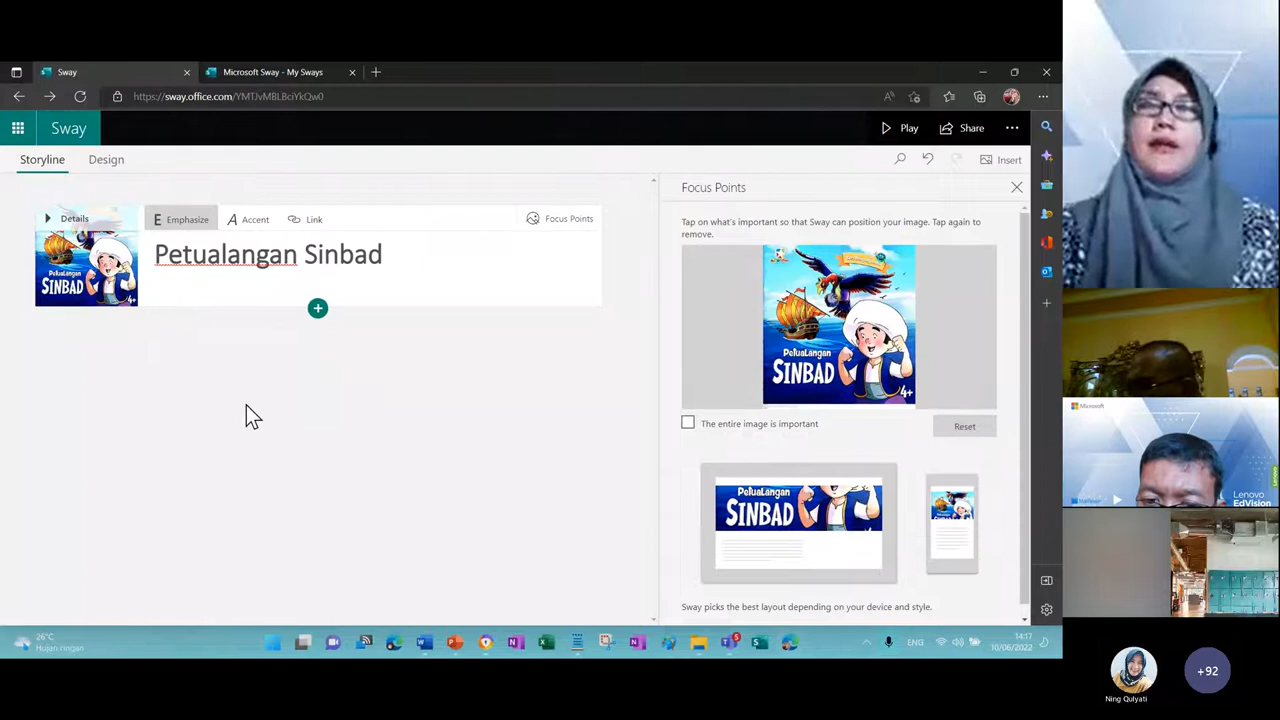 Sway
Microsoft Sway - My Sways
https://sway.office.com/YMTJvMBLBciYkQw0
Sway
Play
Share
Storyline
Design
Insert
Details
Emphasize
Accent
Link
Focus Points
Petualangan Sinbad
PetuaLangan
SINBAD
4+
Focus Points
Tap on what's important so that Sway can position your image. Tap again to
remove.
PetuaLangan
SINBAD
4+
The entire image is important
Reset
PetuaLangan
SINBAD
Sway picks the best layout depending on your device and style.
26°C
Hujan ringan
5
ENG
14:17
10/06/2022
Microsoft
Lenovo
EdVision
Lenovo
Ning Qulyati
+92